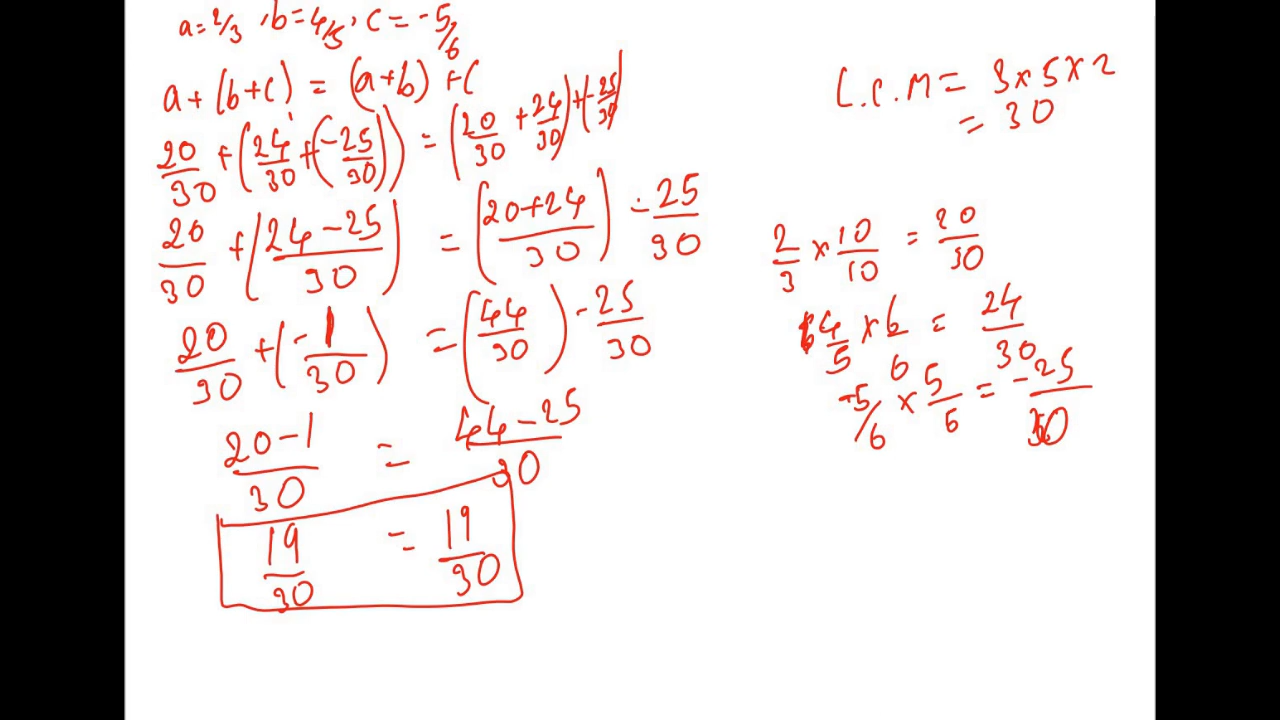 a = 2/3, b = 4/5, c = -5/6
a + (b+c) = (a+b) + c
20/30 + (24/30 + (-25/30)) = (20/30 + 24/30) + (-25/30)
20/30 + (24-25/30) = (20+24/30) - 25/30
20/30 + (-1/30) = (44/30) - 25/30
20-1/30 = 44-25/30
19/30 = 19/30
L.C.M = 3 x 5 x 2
= 30
2/3 x 10/10 = 20/30
4/5 x 6/6 = 24/30
-5/6 x 5/5 = -25/30